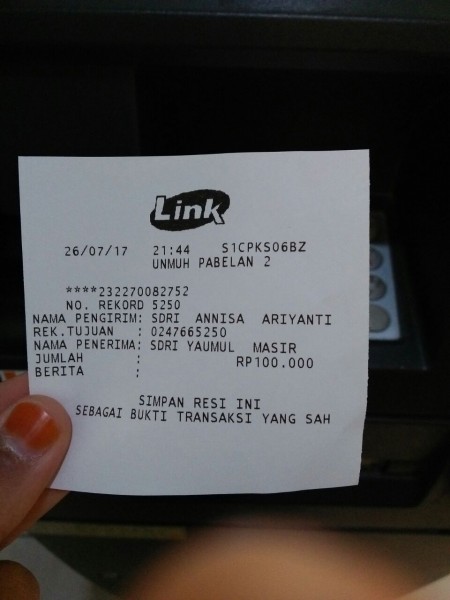 Link
26/07/17 21:44 S1CPKS06BZ
UNMUH PABELAN 2
****232270082752
NO. REKORD 5250
NAMA PENGIRIM: SDRI ANNISA ARIYANTI
REK.TUJUAN : 0247665250
NAMA PENERIMA: SDRI YAUMUL MASIR
JUMLAH : RP100.000
BERITA :
SIMPAN RESI INI
SEBAGAI BUKTI TRANSAKSI YANG SAH